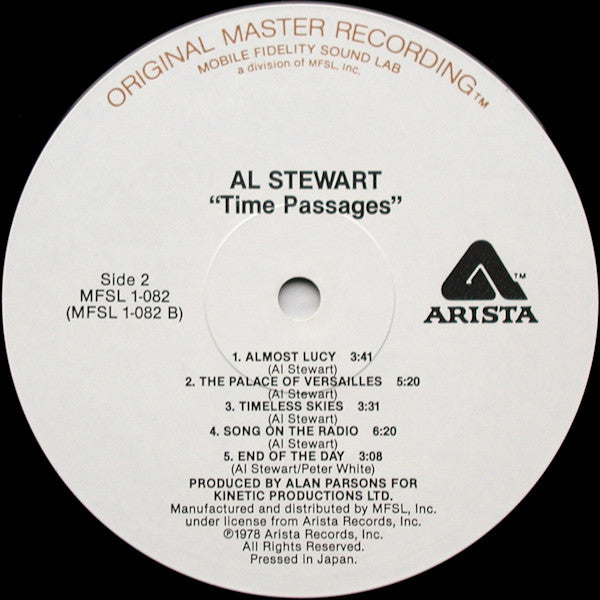 ORIGINAL MASTER RECORDING™
MOBILE FIDELITY SOUND LAB
a division of MFSL, Inc.
AL STEWART
“Time Passages”
Side 2
MFSL 1-082
(MFSL 1-082 B)
™
ARISTA
1. ALMOST LUCY 3:41
(Al Stewart)
2. THE PALACE OF VERSAILLES 5:20
(Al Stewart)
3. TIMELESS SKIES 3:31
(Al Stewart)
4. SONG ON THE RADIO 6:20
(Al Stewart)
5. END OF THE DAY 3:08
(Al Stewart/Peter White)
PRODUCED BY ALAN PARSONS FOR
KINETIC PRODUCTIONS LTD.
Manufactured and distributed by MFSL, Inc.
under license from Arista Records, Inc.
℗1978 Arista Records, Inc.
All Rights Reserved.
Pressed in Japan.